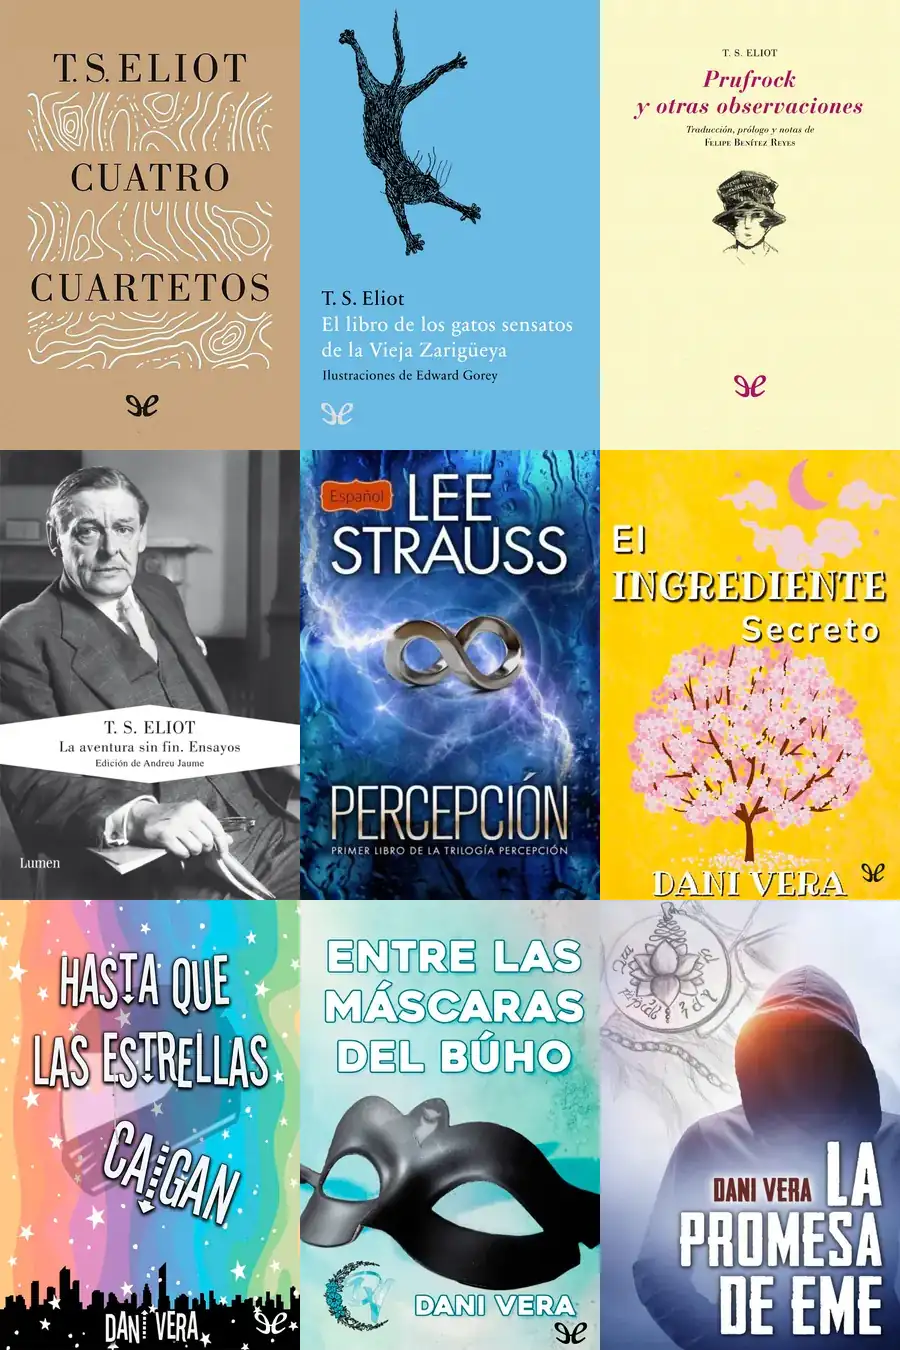 T. S. ELIOT
CUATRO
CUARTETOS
T. S. Eliot
El libro de los gatos sensatos
de la Vieja Zarigüeya
Ilustraciones de Edward Gorey
T. S. ELIOT
Prufrock
y otras observaciones
Traducción, prólogo y notas de
FELIPE BENÍTEZ REYES
T. S. ELIOT
La aventura sin fin. Ensayos
Edición de Andreu Jaume
Lumen
Español
LEE
STRAUSS
PERCEPCIÓN
PRIMER LIBRO DE LA TRILOGÍA PERCEPCIÓN
El
INGREDIENTE
Secreto
DANI VERA
HASTA QUE
LAS ESTRELLAS
CAIGAN
DANI VERA
ENTRE LAS
MÁSCARAS
DEL BÚHO
DV
DANI VERA
DANI VERA
LA
PROMESA
DE EME